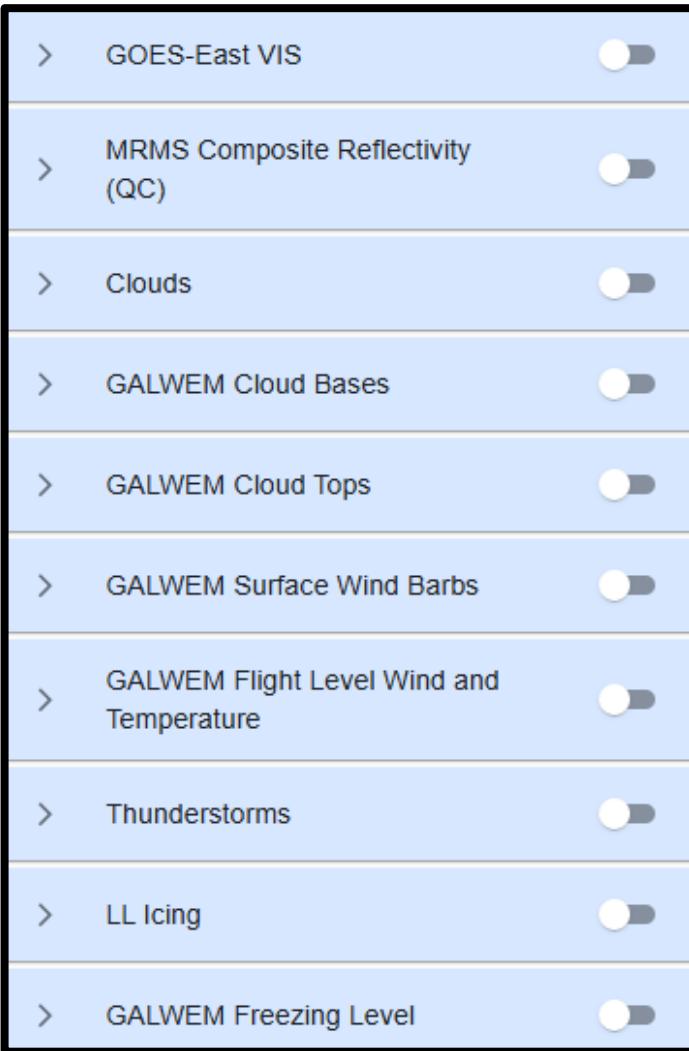 GOES-East VIS
MRMS Composite Reflectivity
(QC)
Clouds
GALWEM Cloud Bases
GALWEM Cloud Tops
GALWEM Surface Wind Barbs
GALWEM Flight Level Wind and
Temperature
Thunderstorms
LL Icing
GALWEM Freezing Level